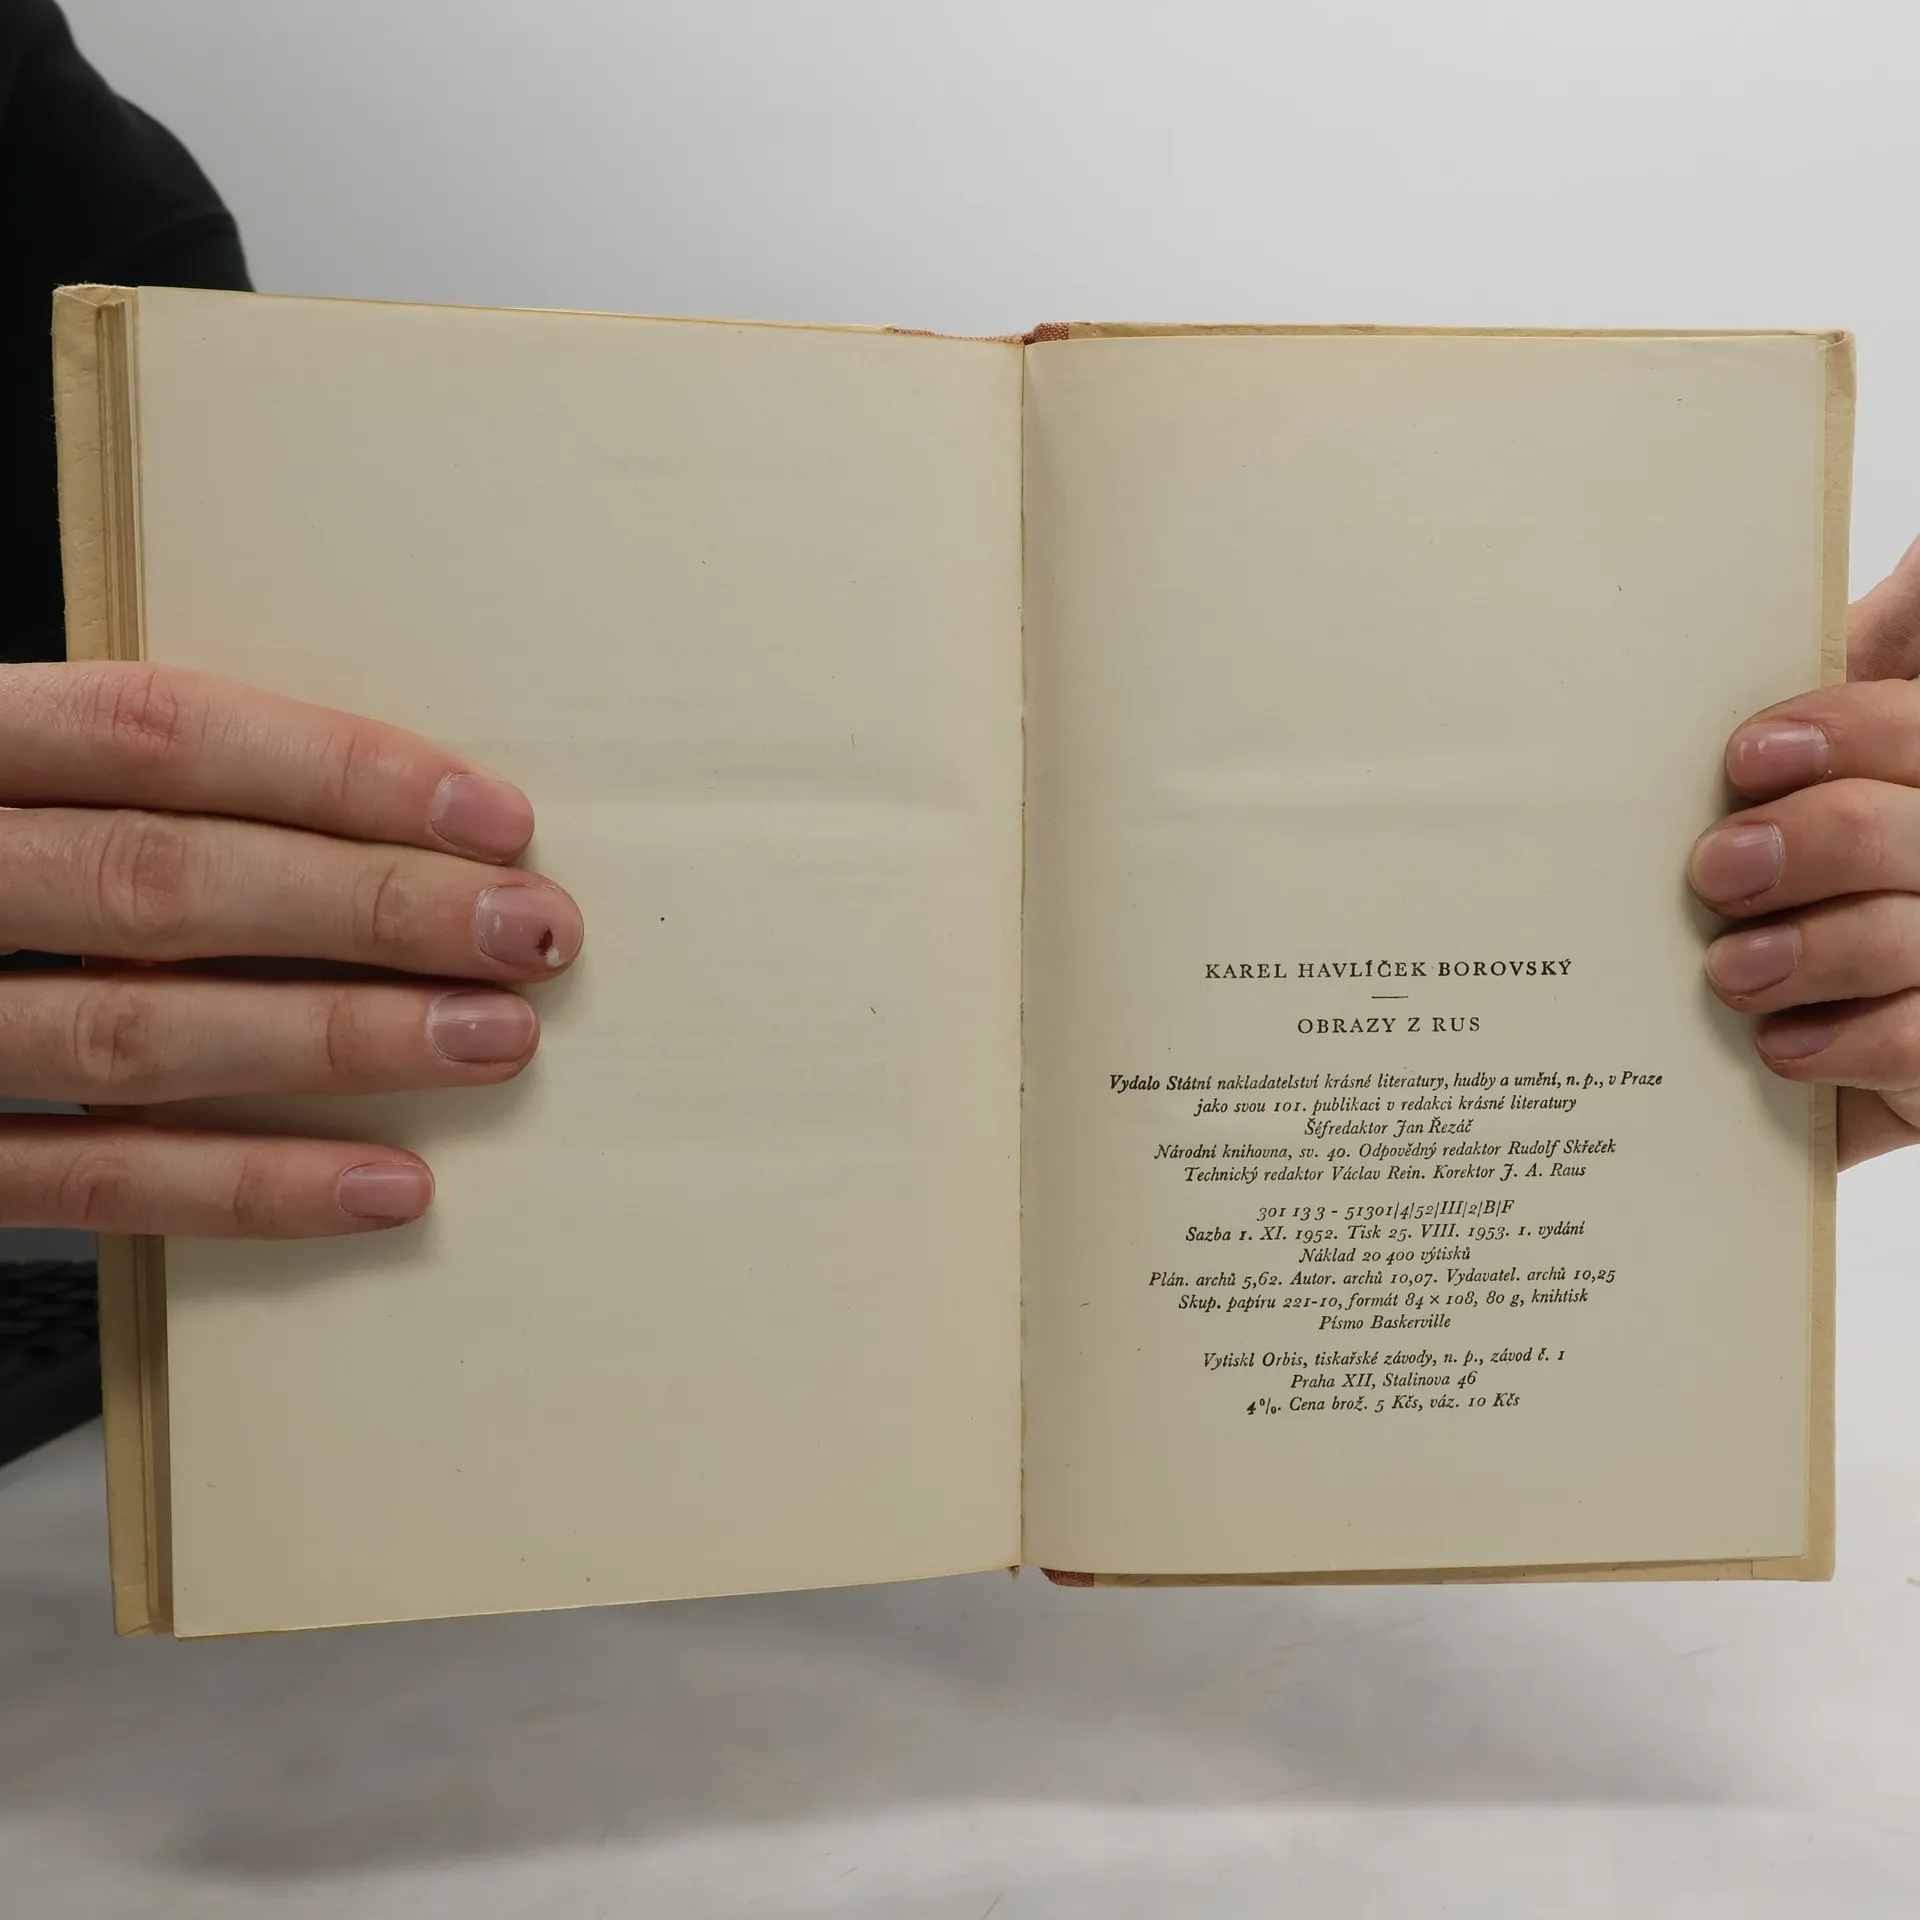 KAREL HAVLÍČEK BOROVSKÝ
OBRAZY Z RUS
Vydalo Státní nakladatelství krásné literatury, hudby a umění, n. p., v Praze
jako svou 101. publikaci v redakci krásné literatury
Šéfredaktor Jan Řezáč
Národní knihovna, sv. 40. Odpovědný redaktor Rudolf Skřeček
Technický redaktor Václav Rein. Korektor J. A. Raus
301 13 3 - 51301/4/52/III/2/B/F
Sazba 1. XI. 1952. Tisk 25. VIII. 1953. 1. vydání
Náklad 20 400 výtisků
Plán. archů 5,62. Autor. archů 10,07. Vydavatel. archů 10,25
Skup. papíru 221-10, formát 84 × 108, 80 g, knihtisk
Písmo Baskerville
Vytiskl Orbis, tiskařské závody, n. p., závod č. 1
Praha XII, Stalinova 46
4%. Cena brož. 5 Kčs, váz. 10 Kčs